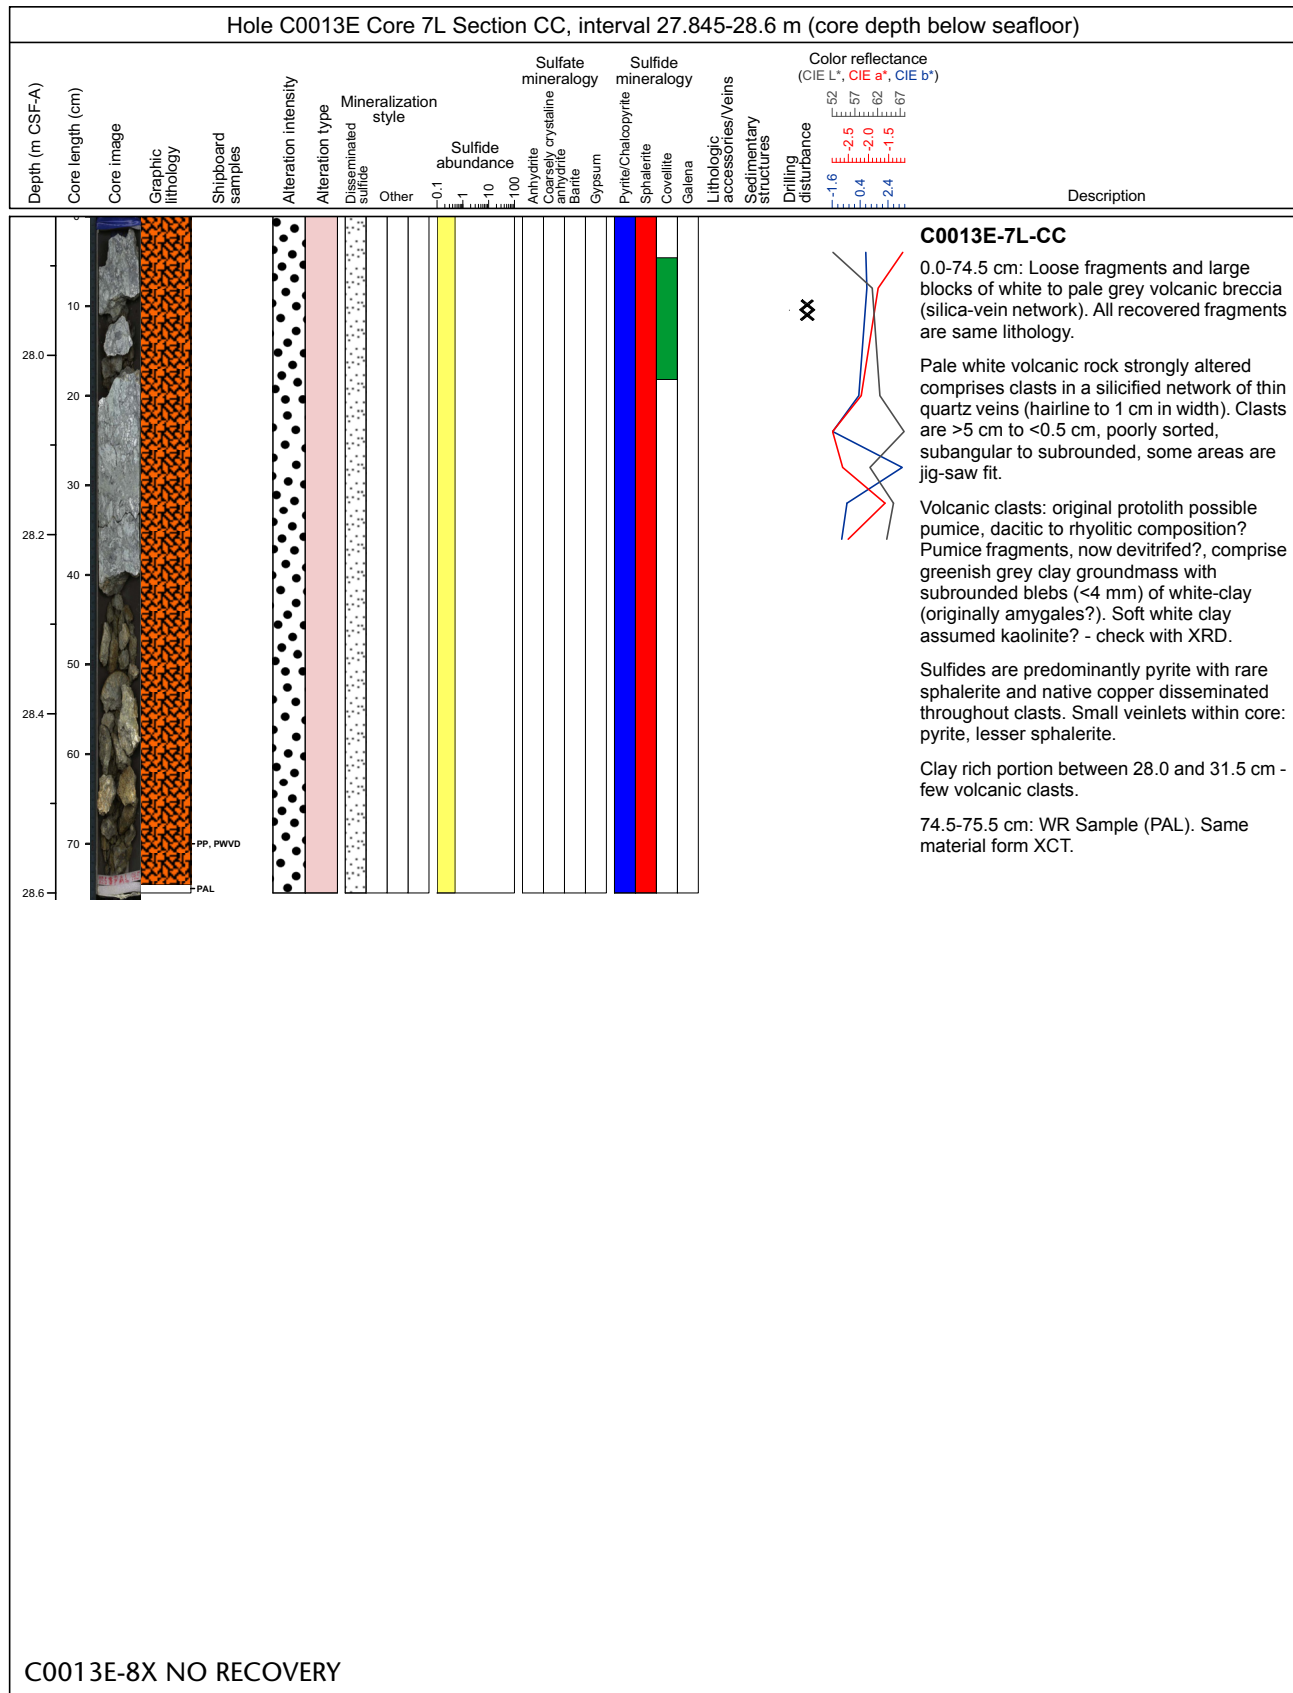 Hole C0013E Core 7L Section CC, interval 27.845-28.6 m (core depth below seafloor)
Depth (m CSF-A)
Core length (cm)
Core image
Graphic
lithology
Shipboard
samples
Alteration intensity
Alteration type
Mineralization
style
Disseminated
sulfide
Other
Sulfide
abundance
0.1
1
10
100
Sulfate
mineralogy
Anhydrite
Coarsely crystaline
anhydrite
Barite
Gypsum
Sulfide
mineralogy
Pyrite/Chalcopyrite
Sphalerite
Covellite
Galena
Lithologic
accessories/Veins
Sedimentary
structures
Drilling
disturbance
Color reflectance
(CIE L*, CIE a*, CIE b*)
52
57
62
67
-2.5
-2.0
-1.5
-1.6
0.4
2.4
Description
0
10
28.0
20
30
28.2
40
50
28.4
60
70
28.6
PP, PWVD
PAL
C0013E-7L-CC
0.0-74.5 cm: Loose fragments and large
blocks of white to pale grey volcanic breccia
(silica-vein network). All recovered fragments
are same lithology.
Pale white volcanic rock strongly altered
comprises clasts in a silicified network of thin
quartz veins (hairline to 1 cm in width). Clasts
are >5 cm to <0.5 cm, poorly sorted,
subangular to subrounded, some areas are
jig-saw fit.
Volcanic clasts: original protolith possible
pumice, dacitic to rhyolitic composition?
Pumice fragments, now devitrifed?, comprise
greenish grey clay groundmass with
subrounded blebs (<4 mm) of white-clay
(originally amygales?). Soft white clay
assumed kaolinite? - check with XRD.
Sulfides are predominantly pyrite with rare
sphalerite and native copper disseminated
throughout clasts. Small veinlets within core:
pyrite, lesser sphalerite.
Clay rich portion between 28.0 and 31.5 cm -
few volcanic clasts.
74.5-75.5 cm: WR Sample (PAL). Same
material form XCT.
C0013E-8X NO RECOVERY